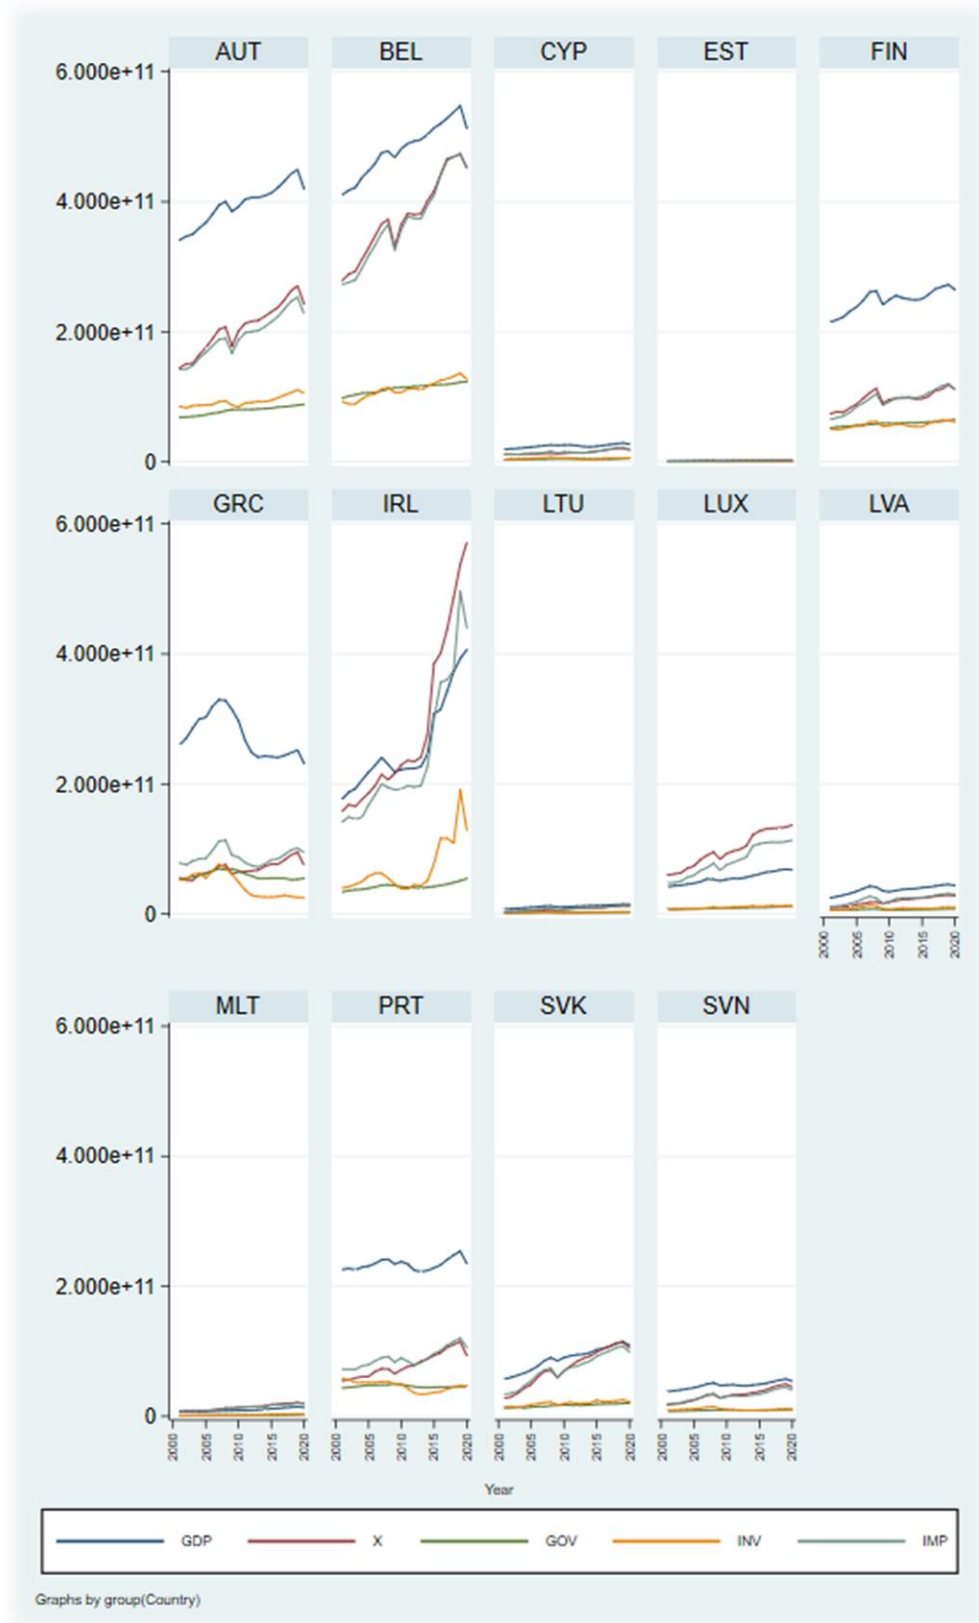 AUT BEL CYP EST FIN
6.000e+11
4.000e+11
2.000e+11
0
GRC IRL LTU LUX LVA
6.000e+11
4.000e+11
2.000e+11
0
2000 2005 2010 2015 2020
MLT PRT SVK SVN
6.000e+11
4.000e+11
2.000e+11
0
2000 2005 2010 2015 2020 2000 2005 2010 2015 2020 2000 2005 2010 2015 2020 2000 2005 2010 2015 2020
Year
GDP X GOV INV IMP
Graphs by group(Country)